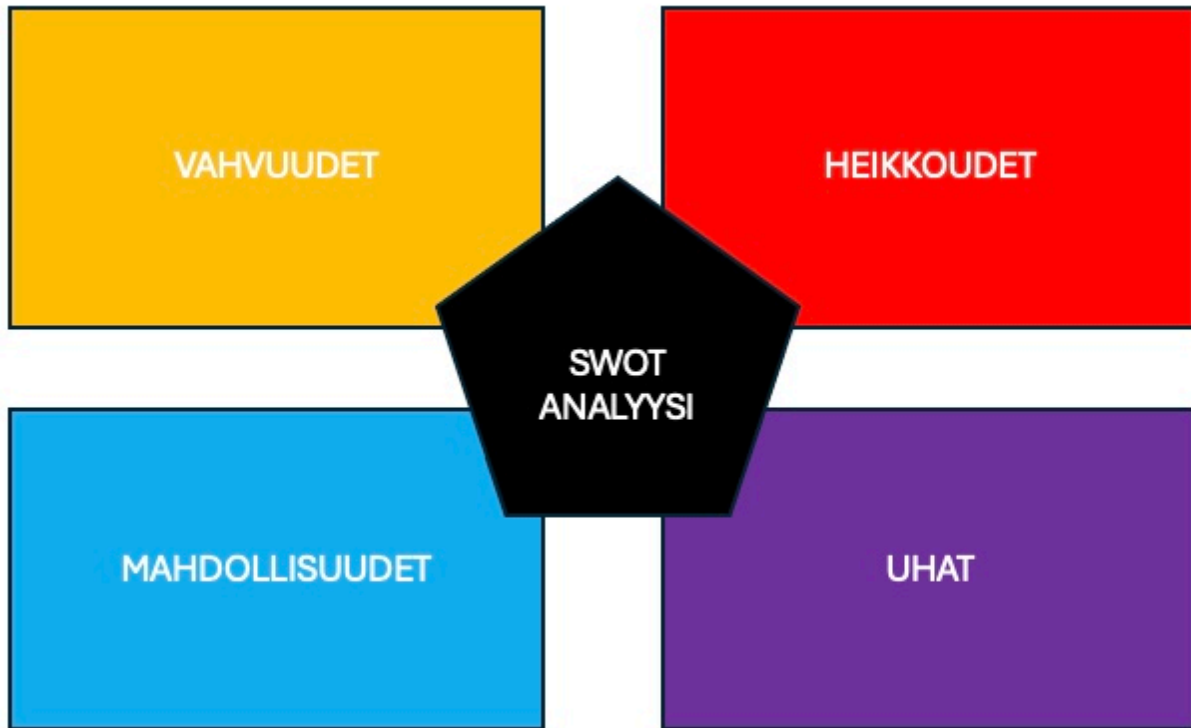 VAHVUUDET
HEIKKOUDET
SWOT
ANALYYSI
MAHDOLLISUUDET
UHAT